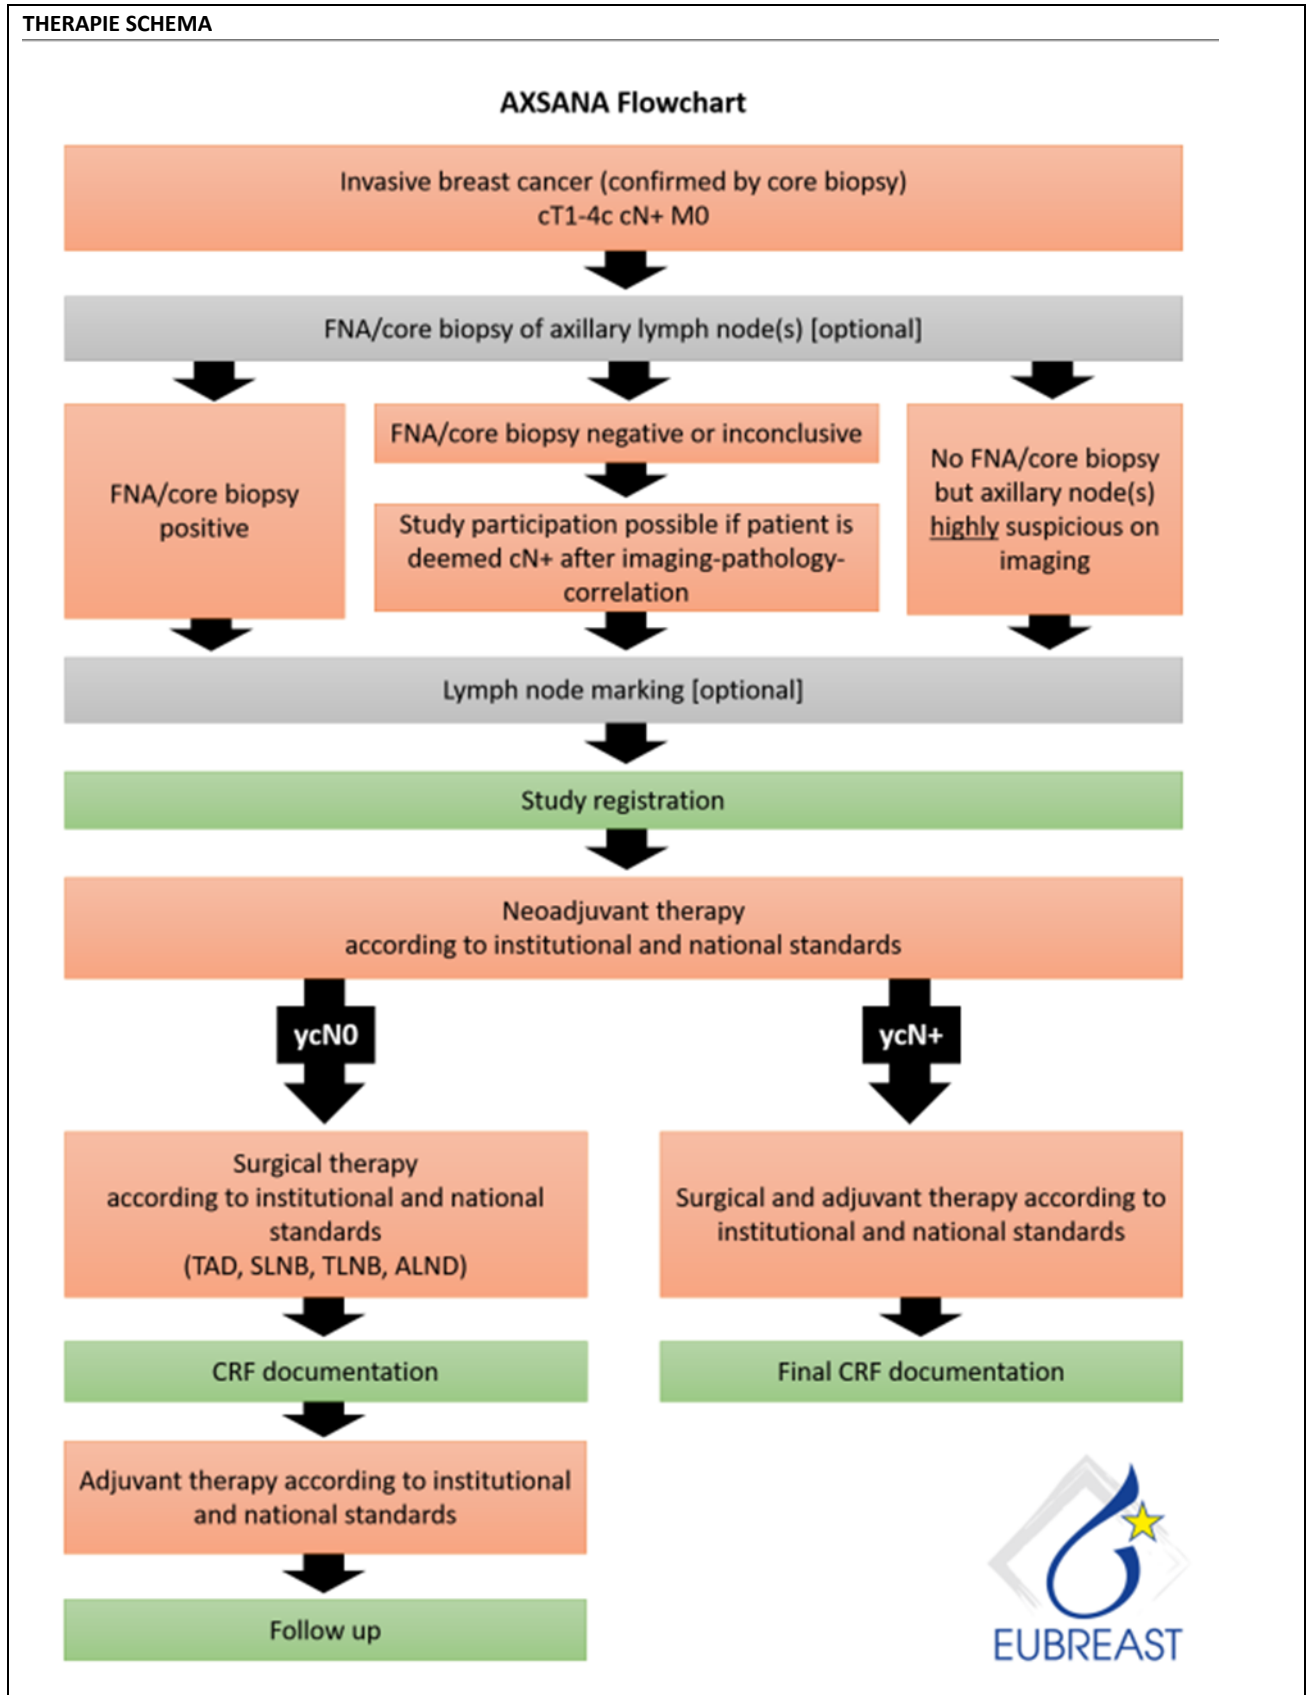 THERAPIE SCHEMA
AXSANA Flowchart
Invasive breast cancer (confirmed by core biopsy)
cT1-4c cN+ M0
FNA/core biopsy of axillary lymph node(s) [optional]
FNA/core biopsy
positive
FNA/core biopsy negative or inconclusive
Study participation possible if patient is
deemed cN+ after imaging-pathology-
correlation
No FNA/core biopsy
but axillary node(s)
highly suspicious on
imaging
Lymph node marking [optional]
Study registration
Neoadjuvant therapy
according to institutional and national standards
ycN0
ycN+
Surgical therapy
according to institutional and national
standards
(TAD, SLNB, TLNB, ALND)
Surgical and adjuvant therapy according to
institutional and national standards
CRF documentation
Final CRF documentation
Adjuvant therapy according to institutional
and national standards
Follow up
EUBREAST